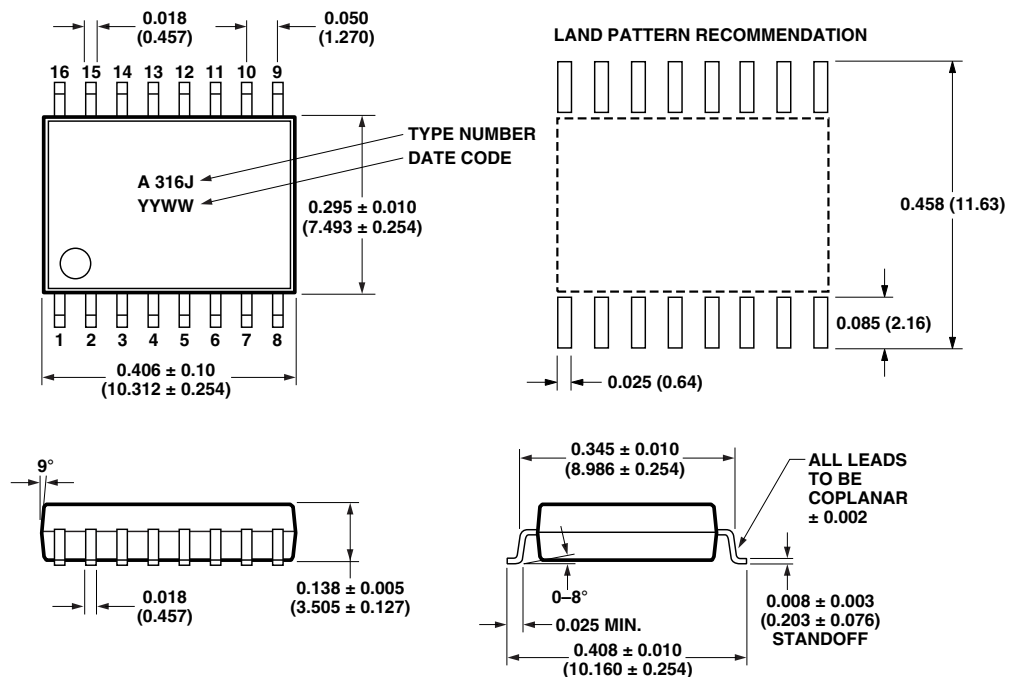 0.018
(0.457)
0.050
(1.270)
16 15 14 13 12 11 10 9
A 316J
YYWW
TYPE NUMBER
DATE CODE
0.295 ± 0.010
(7.493 ± 0.254)
1 2 3 4 5 6 7 8
0.406 ± 0.10
(10.312 ± 0.254)
LAND PATTERN RECOMMENDATION
0.458 (11.63)
0.085 (2.16)
0.025 (0.64)
9°
0.018
(0.457)
0.138 ± 0.005
(3.505 ± 0.127)
0.345 ± 0.010
(8.986 ± 0.254)
ALL LEADS
TO BE
COPLANAR
± 0.002
0–8°
0.025 MIN.
0.408 ± 0.010
(10.160 ± 0.254)
0.008 ± 0.003
(0.203 ± 0.076)
STANDOFF